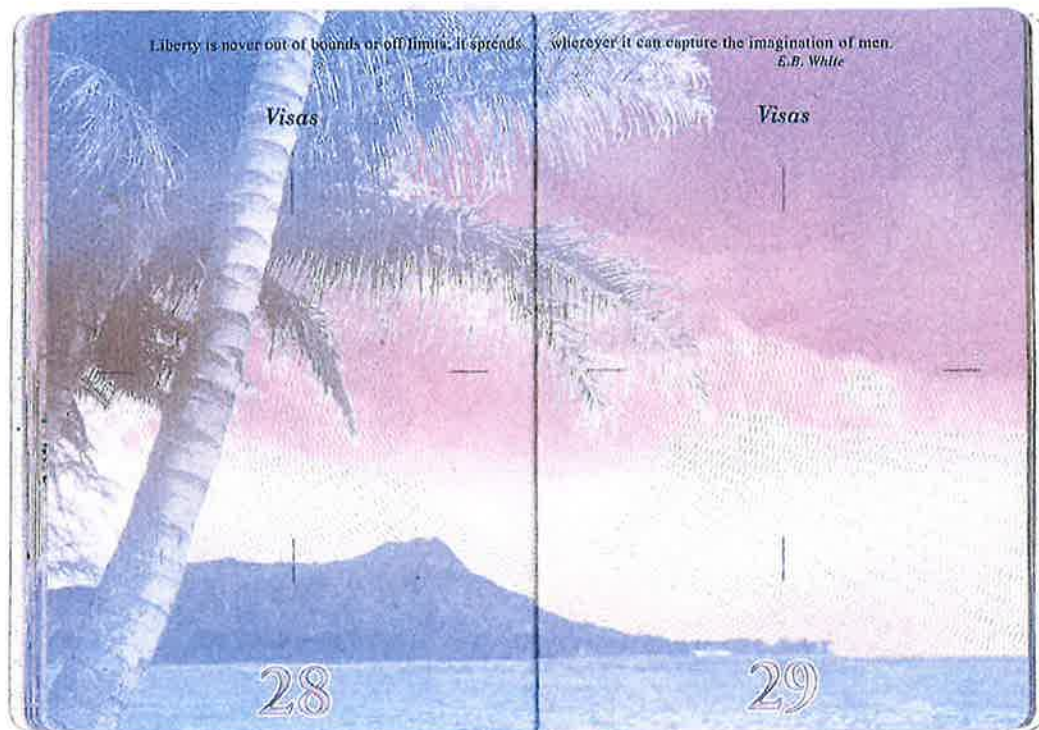 Liberty is never out of bounds or off limits; it spreads wherever it can capture the imagination of men.
E.B. White
Visas
Visas
28
29